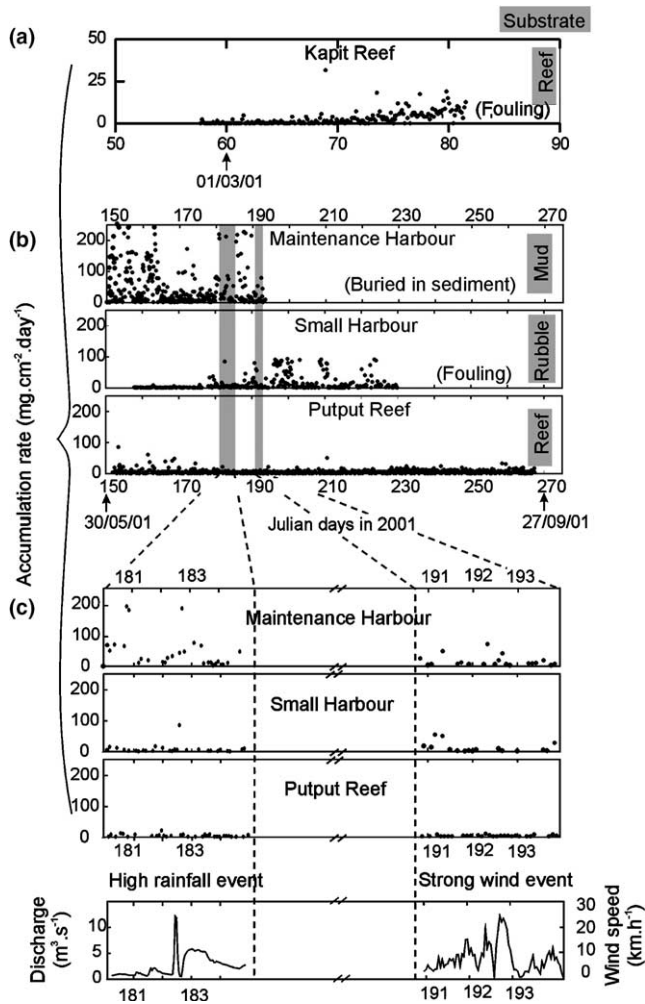 Substrate
(a)
Kapit Reef
50
25
0
Reef
(Fouling)
50 60 70 80 90
01/03/01
150 170 190 210 230 250 270
(b)
Maintenance Harbour
200
100
0
(Buried in sediment)
Mud
Small Harbour
200
100
0
(Fouling)
Rubble
Putput Reef
200
100
0
Reef
150 170 190 210 230 250 270
30/05/01
Julian days in 2001
27/09/01
Accumulation rate (mg.cm⁻².day⁻¹)
181 183 191 192 193
(c)
Maintenance Harbour
200
100
0
Small Harbour
200
100
0
Putput Reef
200
100
0
181 183 191 192 193
High rainfall event
Strong wind event
Discharge
(m³.s⁻¹)
10
5
0
30
20
10
0
Wind speed
(km.h⁻¹)
181 183 191 192 193